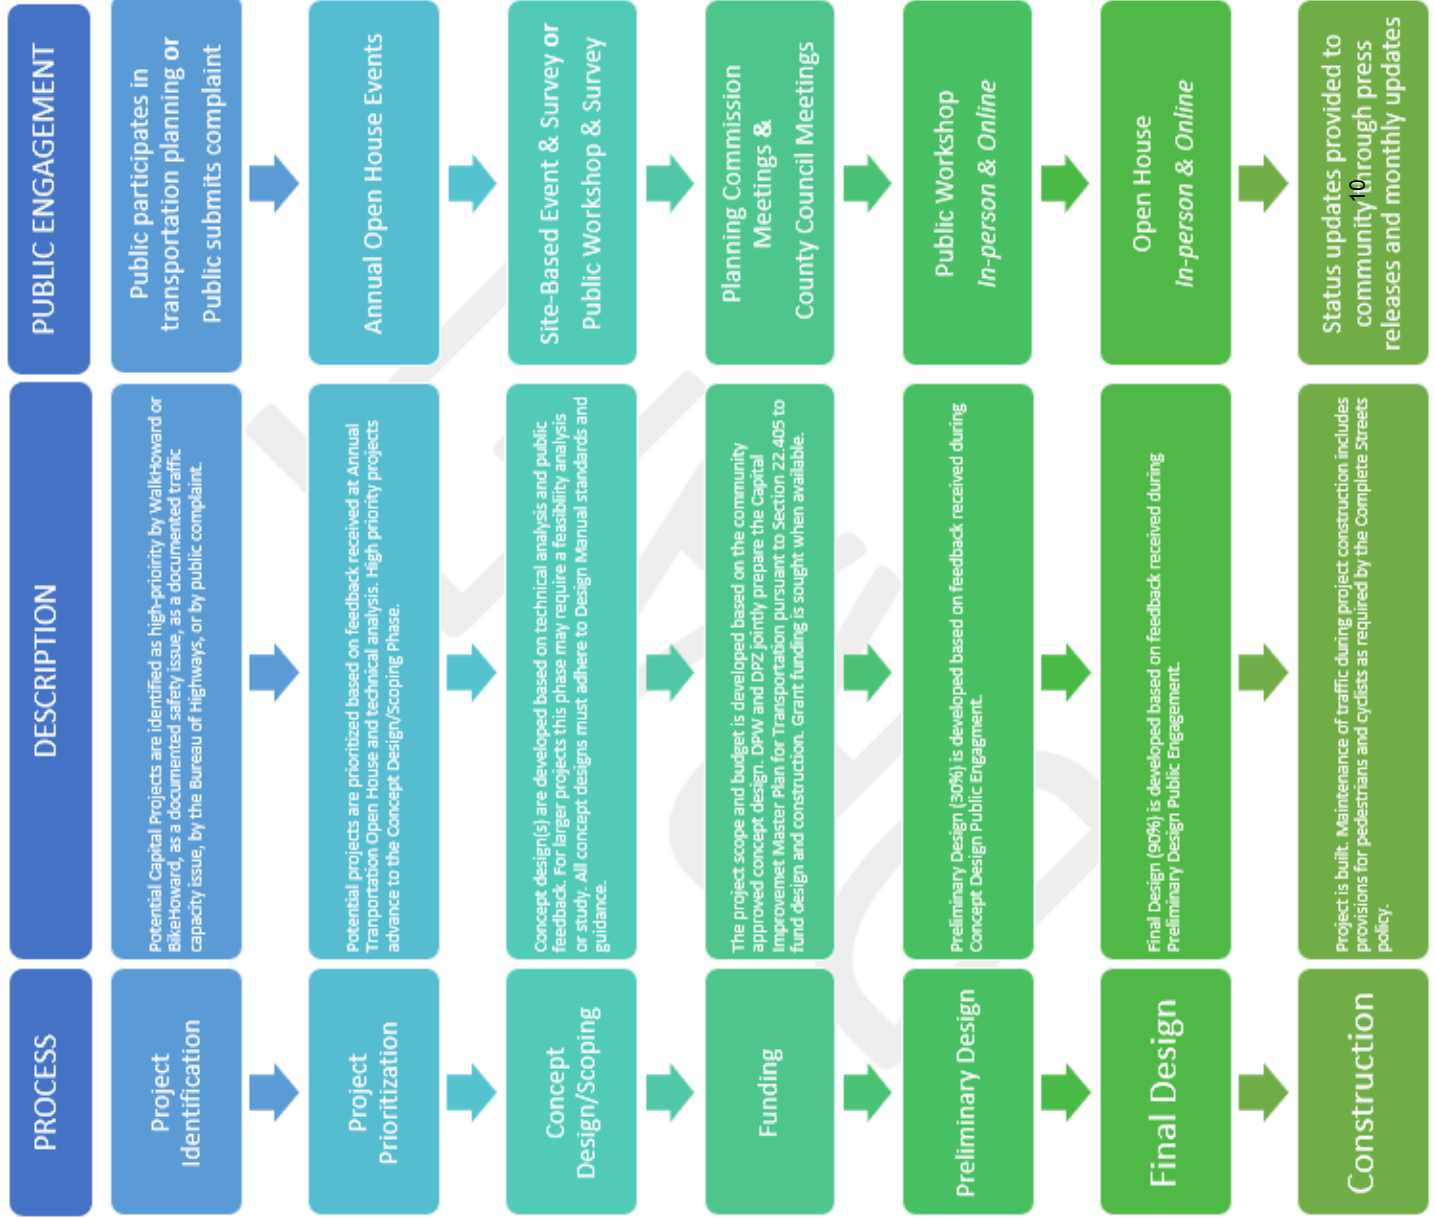 PROCESS
DESCRIPTION
PUBLIC ENGAGEMENT
Project
Identification
Potential Capital Projects are identified as high-prioirity by WalkHoward or
BikeHoward, as a documented safety issue, as a documented traffic
capacity issue, by the Bureau of Highways, or by public complaint.
Public participates in
transportation planning or
Public submits complaint
Project
Prioritization
Potential projects are prioritized based on feedback received at Annual
Tranportation Open House and technical analysis. High priority projects
advance to the Concept Design/Scoping Phase.
Annual Open House Events
Concept
Design/Scoping
Concept design(s) are developed based on technical analysis and public
feedback. For larger projects this phase may require a feasibility analysis
or study. All concept designs must adhere to Design Manual standards and
guidance.
Site-Based Event & Survey or
Public Workshop & Survey
Funding
The project scope and budget is developed based on the community
approved concept design. DPW and DPZ jointly prepare the Capital
Improvemet Master Plan for Transportation pursuant to Section 22.405 to
fund design and construction. Grant funding is sought when available.
Planning Commission
Meetings &
County Council Meetings
Preliminary Design
Preliminary Design (30%) is developed based on feedback received during
Concept Design Public Engagment.
Public Workshop
In-person & Online
Final Design
Final Design (90%) is developed based on feedback received during
Preliminary Design Public Engagement.
Open House
In-person & Online
Construction
Project is built. Maintenance of traffic during project construction includes
provisions for pedestrians and cyclists as required by the Complete Streets
policy.
Status updates provided to
community through press
releases and monthly updates
10
DRAFT